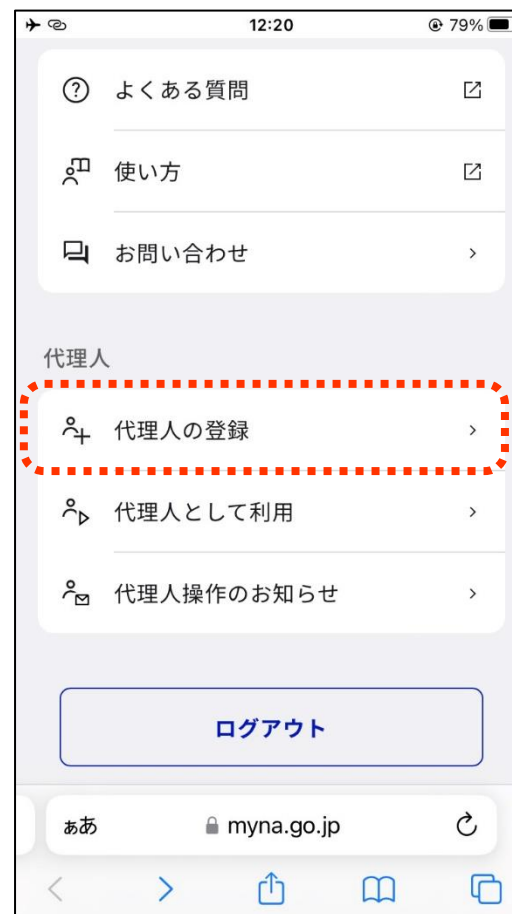 12:20 79%
よくある質問
使い方
お問い合わせ
代理人
代理人の登録
代理人として利用
代理人操作のお知らせ
ログアウト
ぁあ myna.go.jp